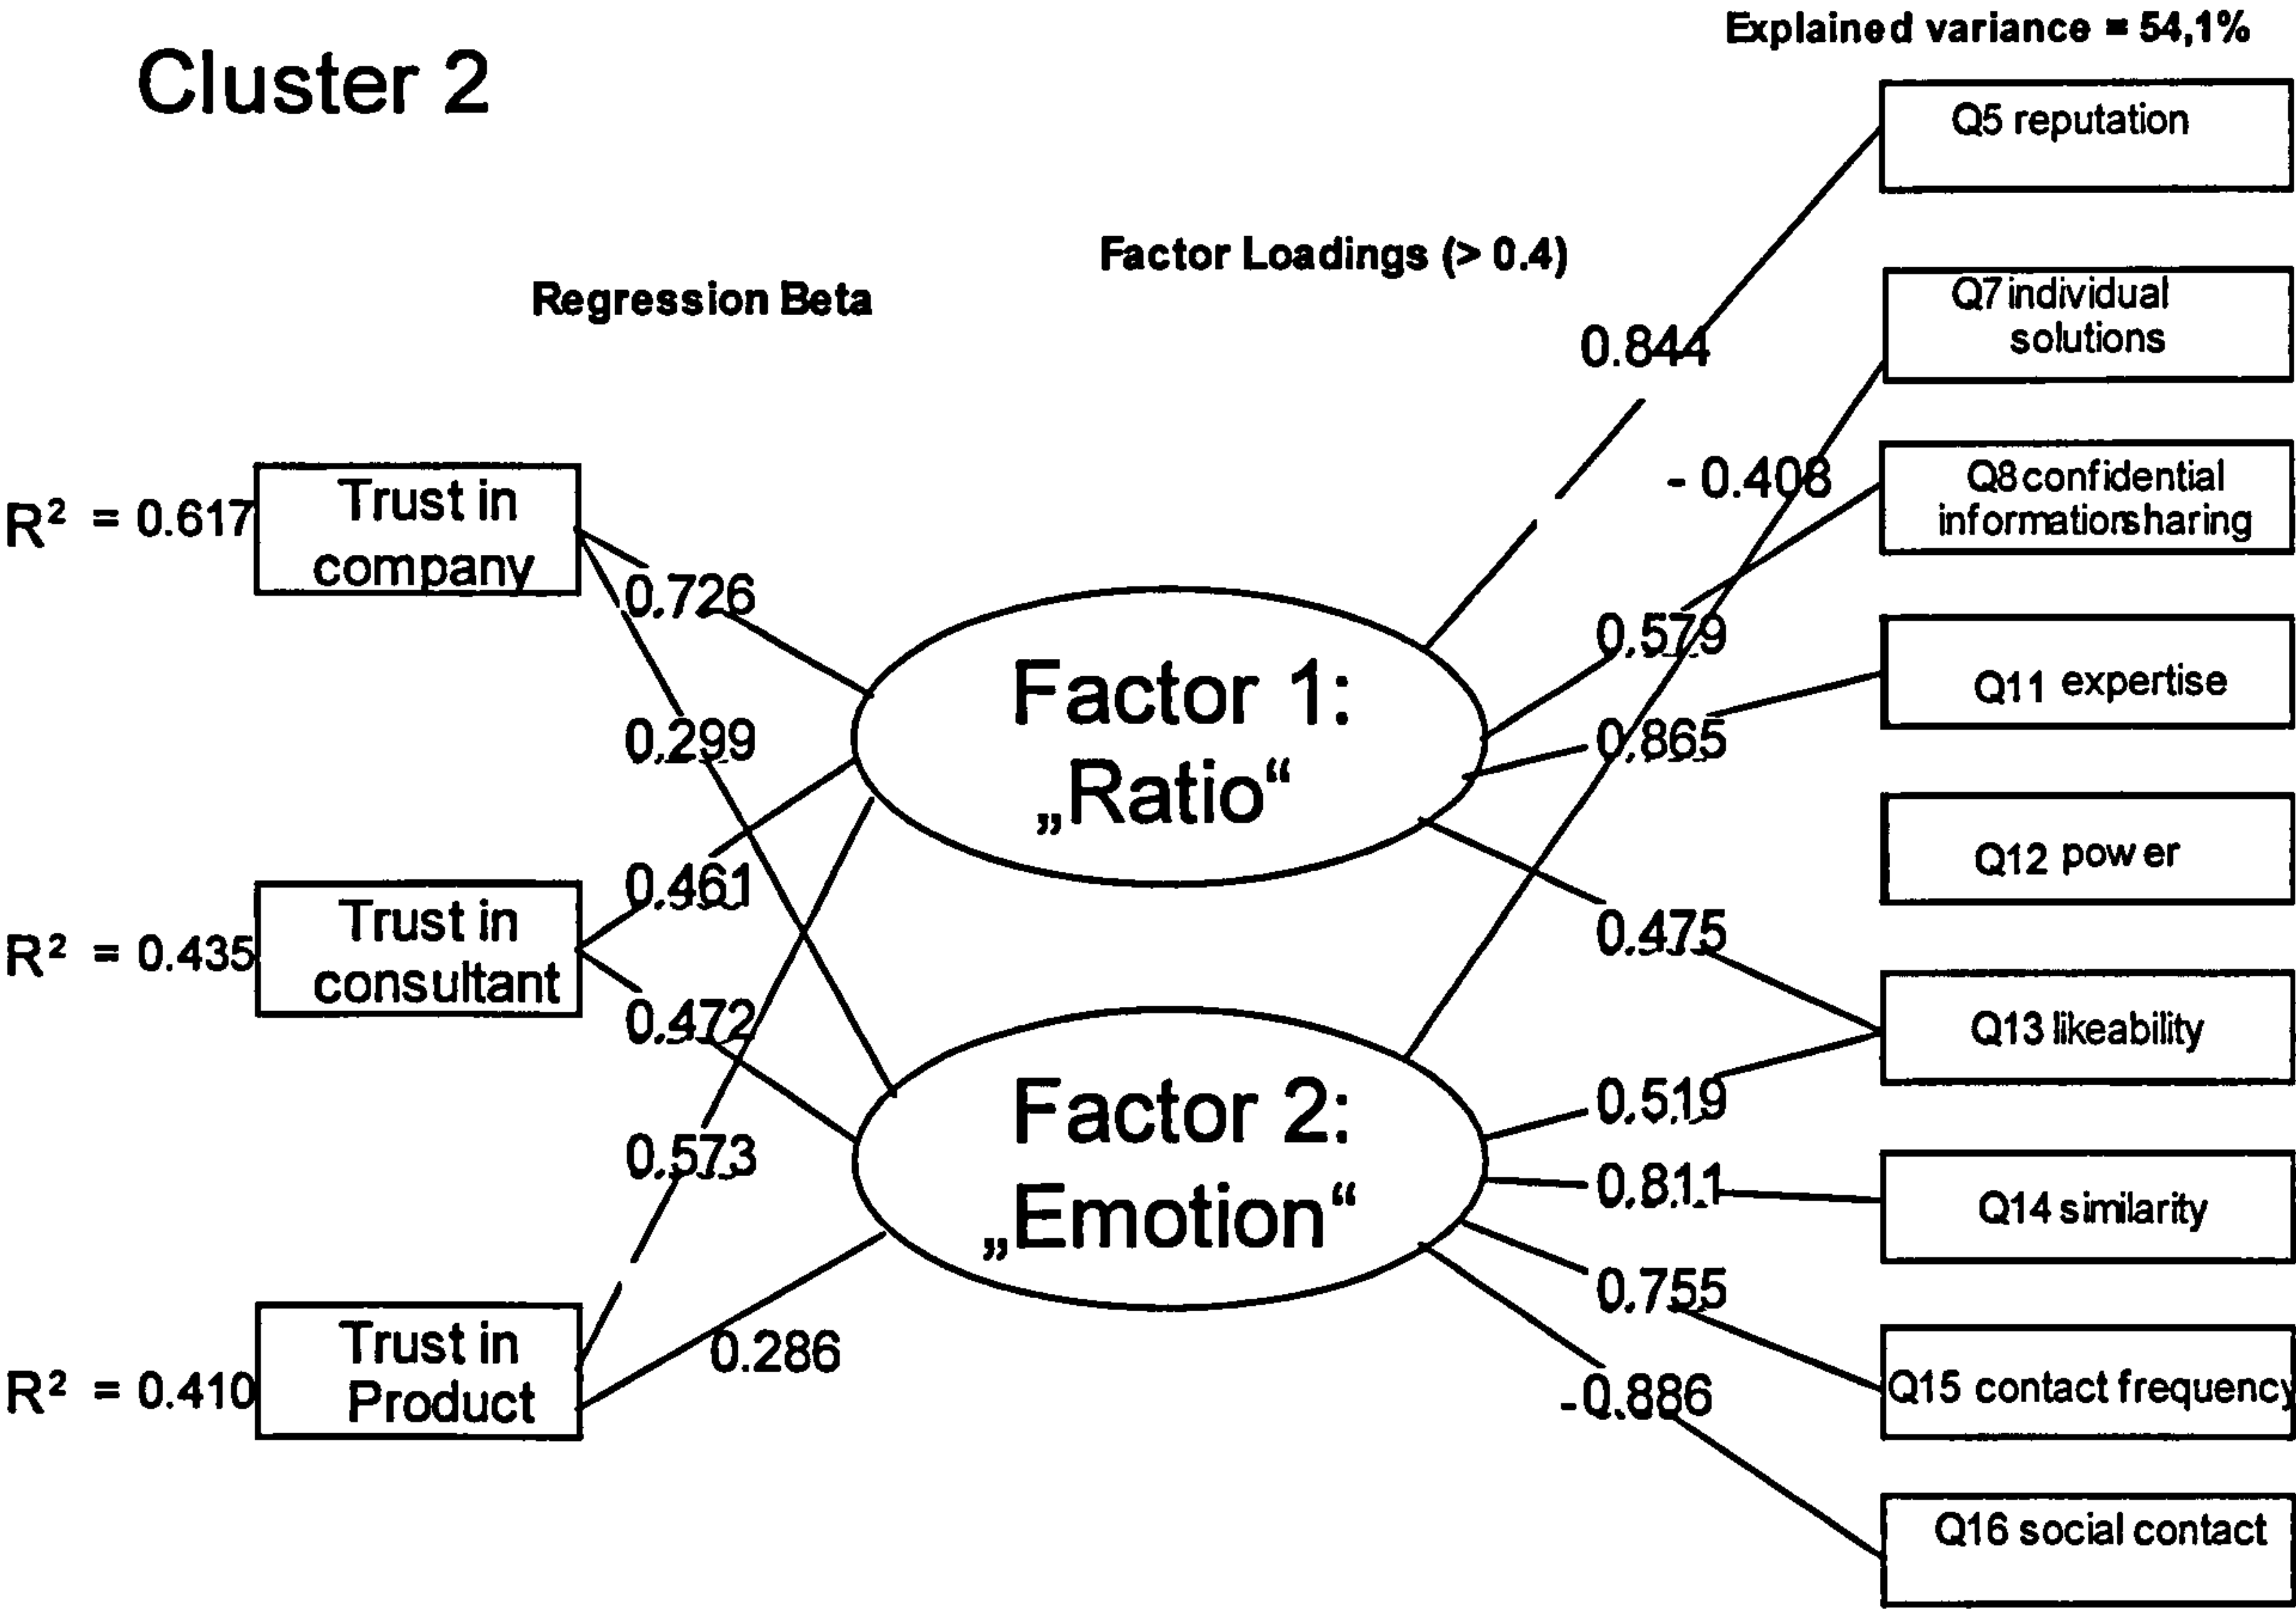 Explained variance = 54,1%
Cluster 2
Q5 reputation
Factor Loadings (> 0.4)
Regression Beta
Q7 individual
solutions
0.844
- 0.408
Q8 confidential
informationsharing
R² = 0.617
Trust in
company
0.726
0.579
Factor 1:
„Ratio“
Q11 expertise
0.299
0.865
Q12 power
0.461
0.475
R² = 0.435
Trust in
consultant
0.472
Q13 likeability
0.519
Factor 2:
„Emotion“
0.573
0.811
Q14 similarity
0.755
R² = 0.410
Trust in
Product
0.286
-0.886
Q15 contact frequency
Q16 social contact